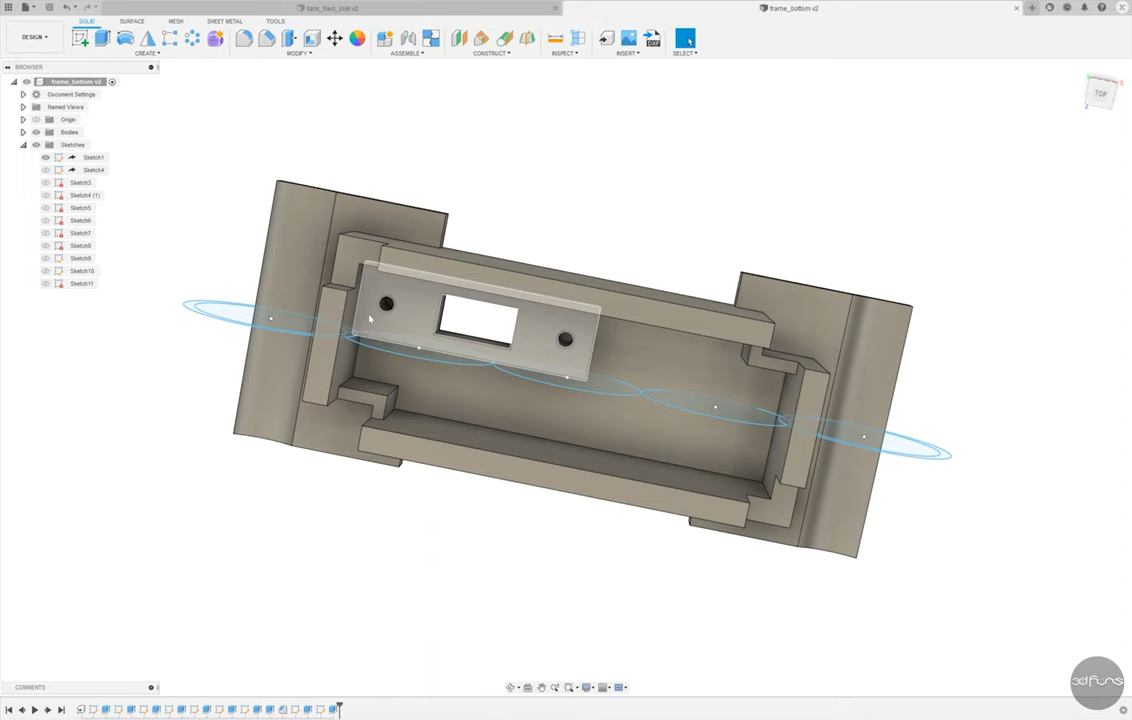 tank_fixed_skel v2
frame_bottom v2
SOLID
SURFACE
MESH
SHEET METAL
TOOLS
DESIGN
CREATE
MODIFY
ASSEMBLE
CONSTRUCT
INSPECT
INSERT
DXF
SELECT
BROWSER
frame_bottom v2
Document Settings
Named Views
Origin
Bodies
Sketches
Sketch1
Sketch4
Sketch3
Sketch4 (1)
Sketch5
Sketch6
Sketch7
Sketch8
Sketch9
Sketch10
Sketch11
TOP
X
Z
COMMENTS
3dfuns